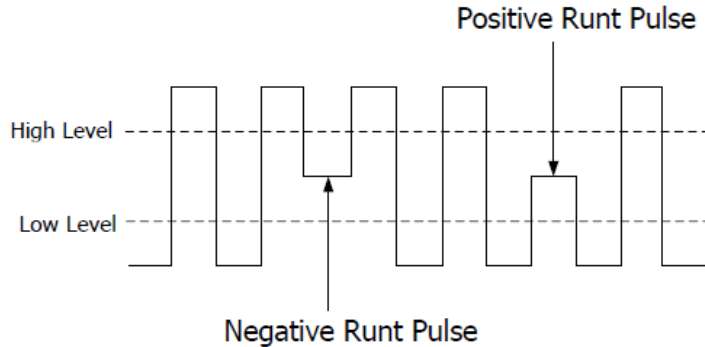 Positive Runt Pulse
High Level
Low Level
Negative Runt Pulse